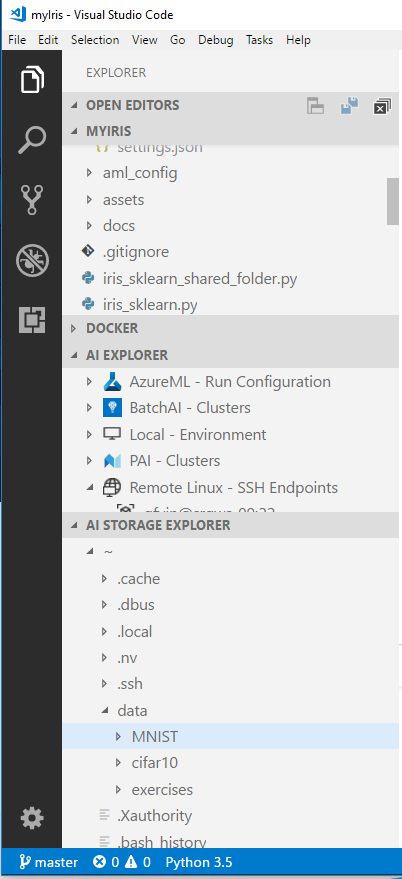 myIris - Visual Studio Code
File Edit Selection View Go Debug Tasks Help
EXPLORER
OPEN EDITORS
MYIRIS
settings.json
aml_config
assets
docs
.gitignore
iris_sklearn_shared_folder.py
iris_sklearn.py
DOCKER
AI EXPLORER
AzureML - Run Configuration
BatchAI - Clusters
Local - Environment
PAI - Clusters
Remote Linux - SSH Endpoints
AI STORAGE EXPLORER
~
.cache
.dbus
.local
.nv
.ssh
data
MNIST
cifar10
exercises
.Xauthority
.bash_history
master 0 0 Python 3.5